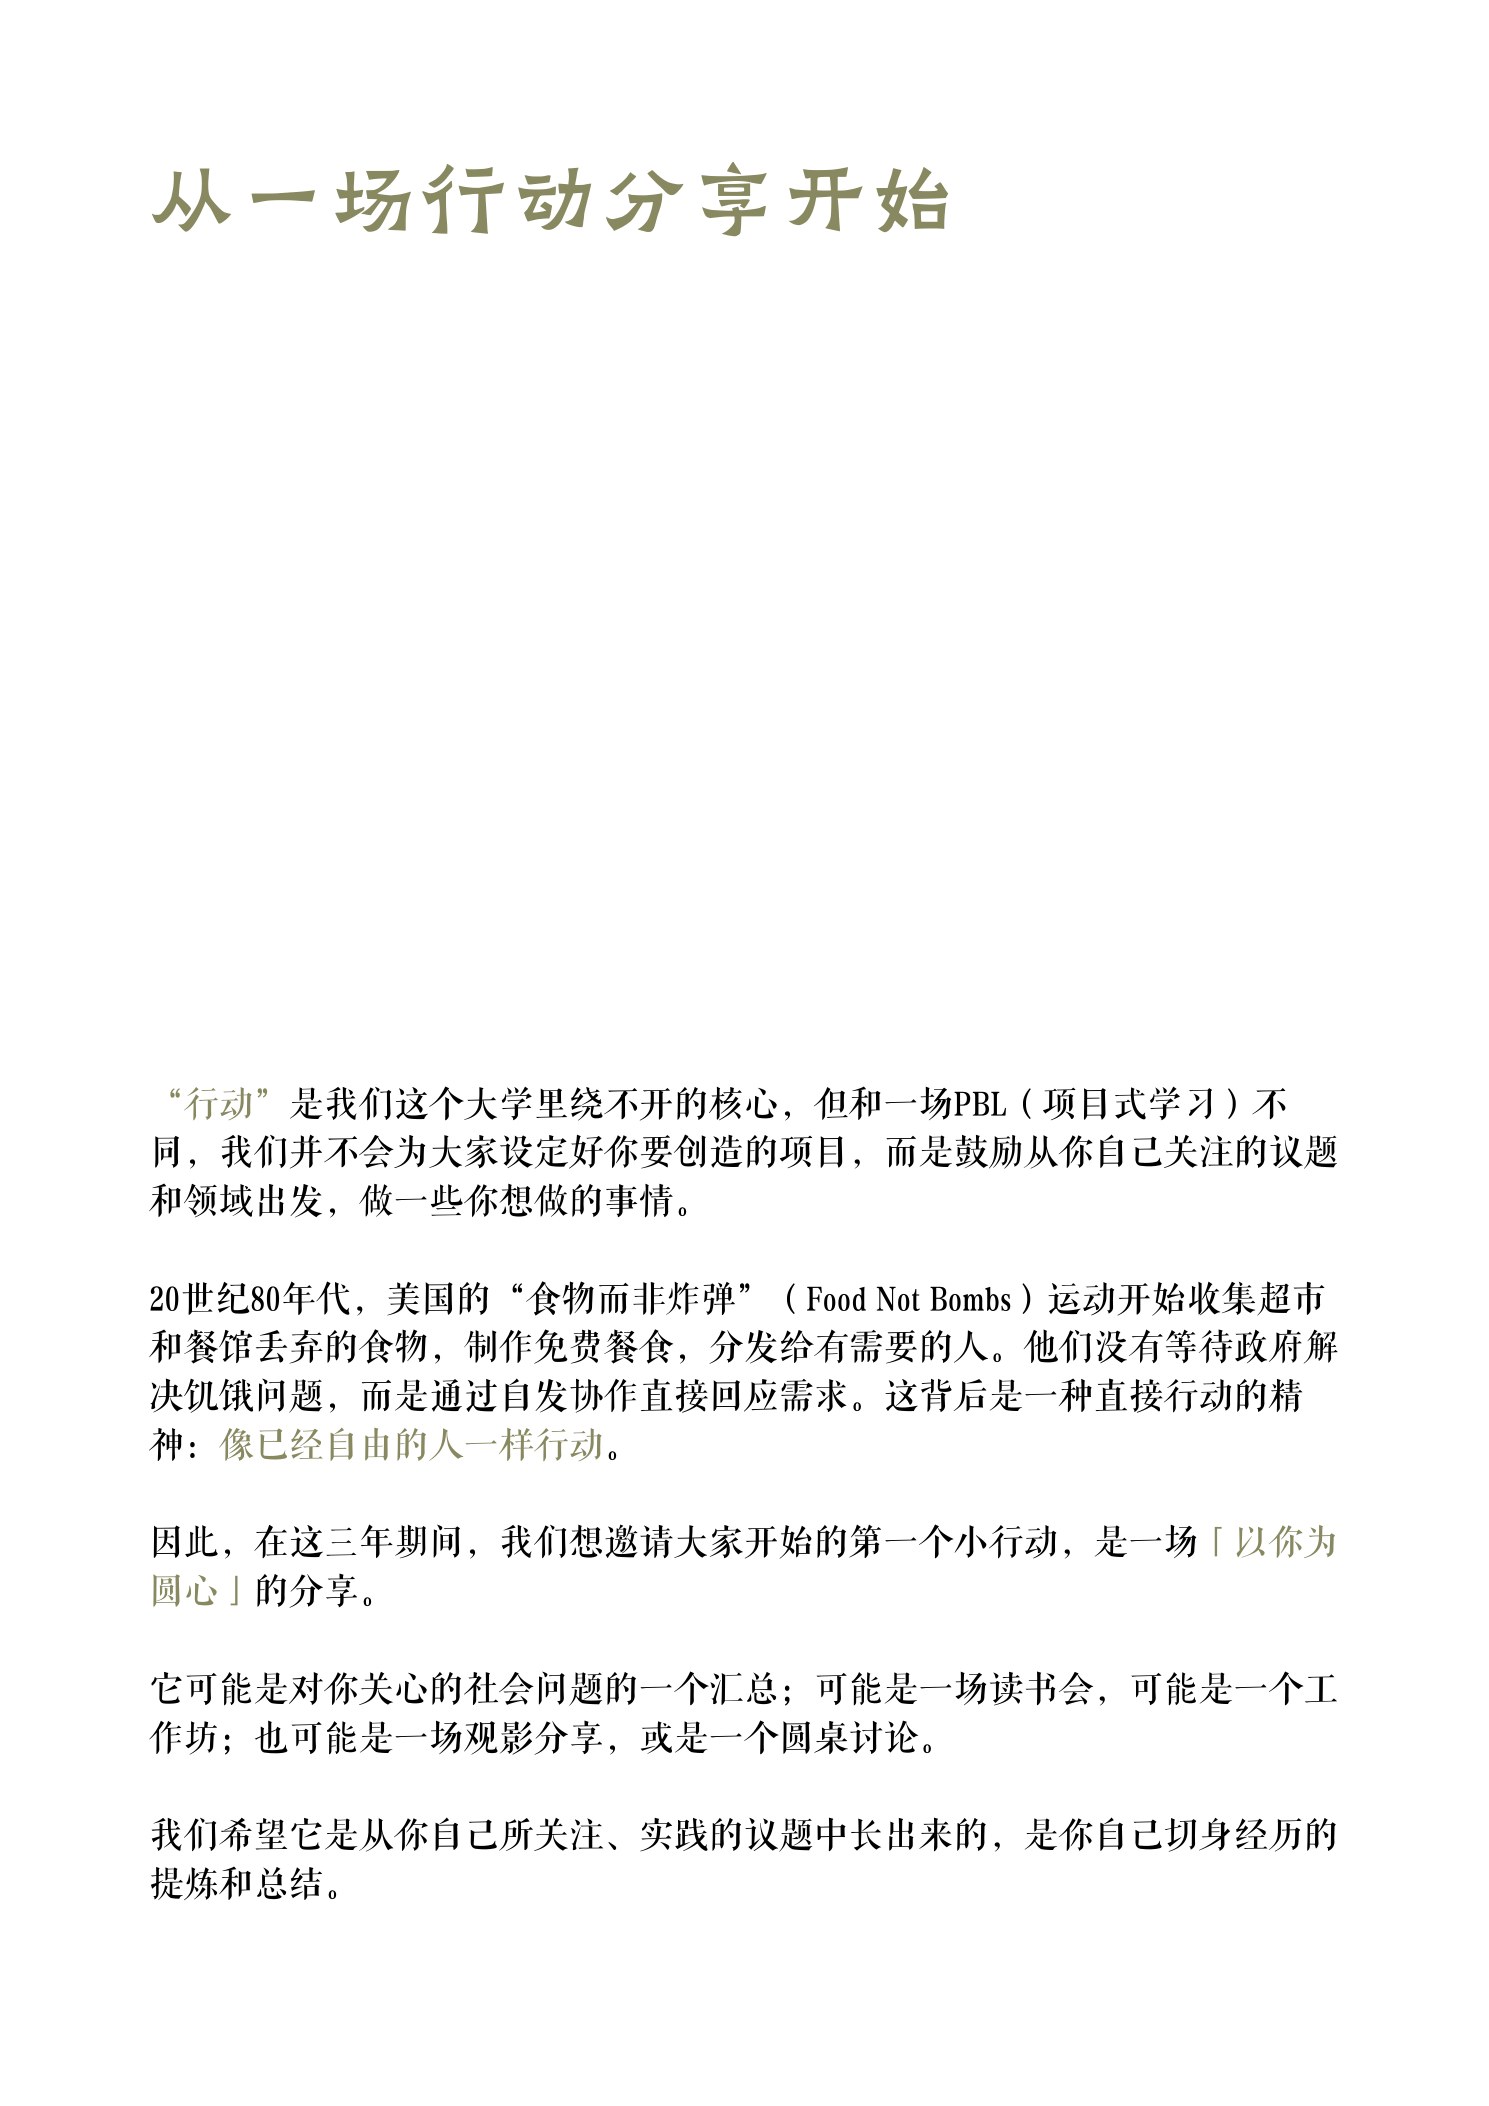 从一场行动分享开始
“行动”是我们这个大学里绕不开的核心，但和一场PBL（项目式学习）不
同，我们并不会为大家设定好你要创造的项目，而是鼓励从你自己关注的议题
和领域出发，做一些你想做的事情。
20世纪80年代，美国的“食物而非炸弹”（Food Not Bombs）运动开始收集超市
和餐馆丢弃的食物，制作免费餐食，分发给有需要的人。他们没有等待政府解
决饥饿问题，而是通过自发协作直接回应需求。这背后是一种直接行动的精
神：像已经自由的人一样行动。
因此，在这三年期间，我们想邀请大家开始的第一个小行动，是一场「以你为
圆心」的分享。
它可能是对你关心的社会问题的一个汇总；可能是一场读书会，可能是一个工
作坊；也可能是一场观影分享，或是一个圆桌讨论。
我们希望它是从你自己所关注、实践的议题中长出来的，是你自己切身经历的
提炼和总结。